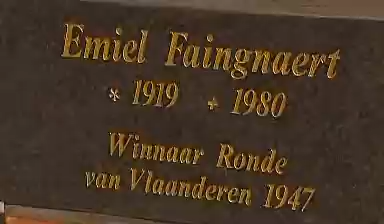 Emiel Faingnaert
* 1919 + 1980
Winnaar Ronde
van Vlaanderen 1947